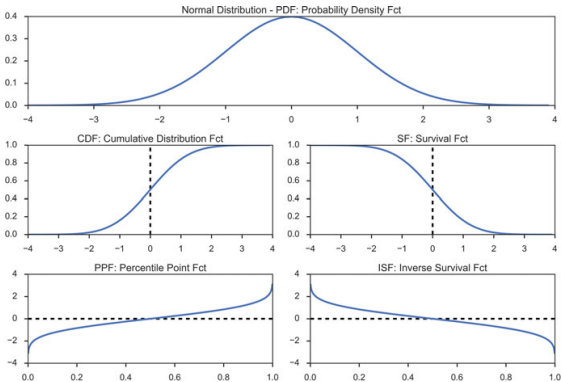 Normal Distribution - PDF: Probability Density Fct
0.4
0.3
0.2
0.1
0.0
−4 −3 −2 −1 0 1 2 3 4
CDF: Cumulative Distribution Fct
1.0
0.8
0.6
0.4
0.2
0.0
−4 −3 −2 −1 0 1 2 3 4
SF: Survival Fct
1.0
0.8
0.6
0.4
0.2
0.0
−4 −3 −2 −1 0 1 2 3 4
PPF: Percentile Point Fct
4
2
0
−2
−4
0.0 0.2 0.4 0.6 0.8 1.0
ISF: Inverse Survival Fct
4
2
0
−2
−4
0.0 0.2 0.4 0.6 0.8 1.0